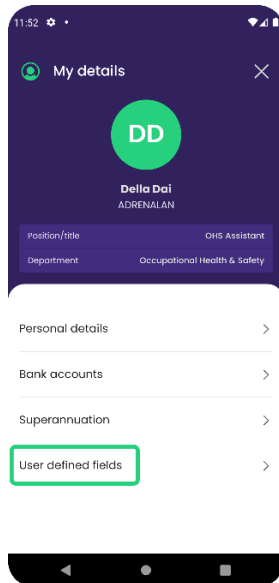 11:52
My details
DD
Della Dai
ADRENALAN
Position/title OHS Assistant
Department Occupational Health & Safety
Personal details
Bank accounts
Superannuation
User defined fields